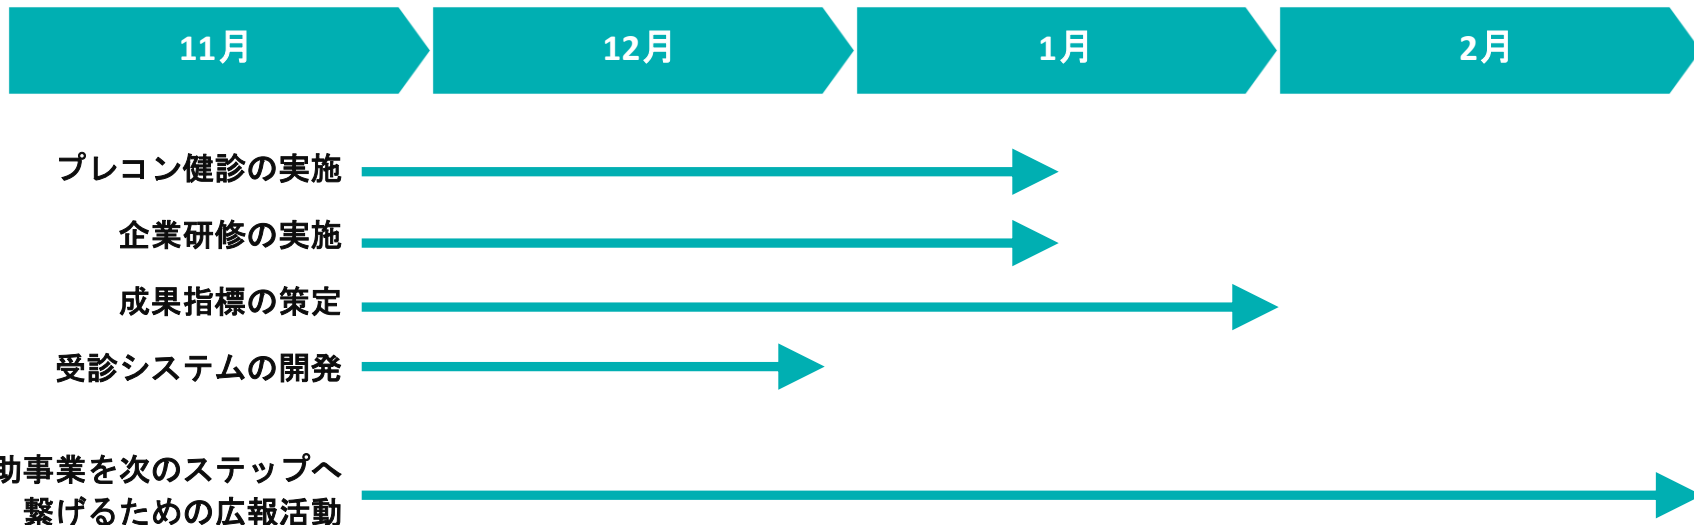 11月
12月
1月
2月
プレコン健診の実施
企業研修の実施
成果指標の策定
受診システムの開発
助事業を次のステップへ
繋げるための広報活動